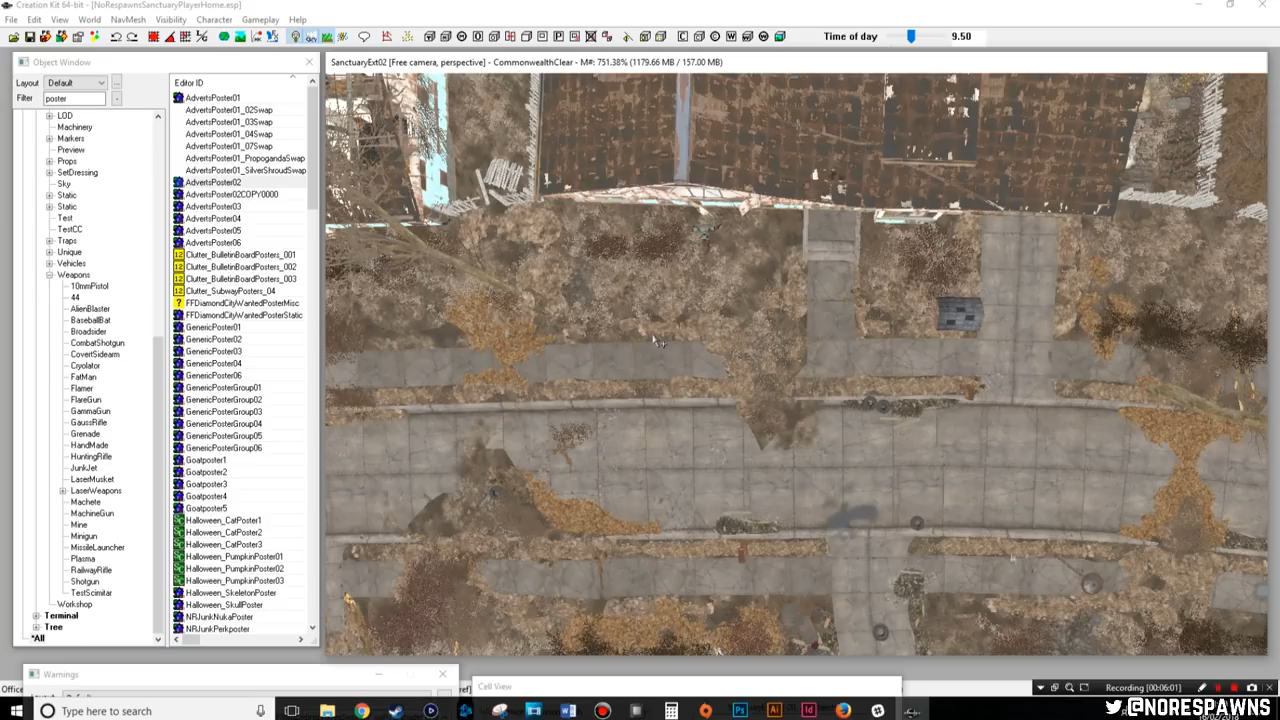 Creation Kit 64-bit - [NoRespawnsSanctuaryPlayerHome.esp]
File Edit View World NavMesh Visibility Character Gameplay Help
Time of day 9.50
Object Window
SanctuaryExt02 [Free camera, perspective] - CommonwealthClear - M#: 751.38% (1179.66 MB / 157.00 MB)
Layout Default ...
Filter poster -
Editor ID
LOD
Machinery
Markers
Preview
Props
SetDressing
Sky
Static
Static
Test
TestCC
Traps
Unique
Vehicles
Weapons
10mmPistol
44
AlienBlaster
BaseballBat
Broadsider
CombatShotgun
CovertSidearm
Cryolator
FatMan
Flamer
FlareGun
GammaGun
GaussRifle
Grenade
HandMade
HuntingRifle
JunkJet
LaserMusket
LaserWeapons
Machete
MachineGun
Mine
Minigun
MissileLauncher
Plasma
RailwayRifle
Shotgun
TestScimitar
Workshop
Terminal
Tree
*All
AdvertsPoster01
AdvertsPoster01_02Swap
AdvertsPoster01_03Swap
AdvertsPoster01_04Swap
AdvertsPoster01_07Swap
AdvertsPoster01_PropogandaSwap
AdvertsPoster01_SilverShroudSwap
AdvertsPoster02
AdvertsPoster02COPY0000
AdvertsPoster03
AdvertsPoster04
AdvertsPoster05
AdvertsPoster06
Clutter_BulletinBoardPosters_001
Clutter_BulletinBoardPosters_002
Clutter_BulletinBoardPosters_003
Clutter_SubwayPosters_04
FFDiamondCityWantedPosterMisc
FFDiamondCityWantedPosterStatic
GenericPoster01
GenericPoster02
GenericPoster03
GenericPoster04
GenericPoster06
GenericPosterGroup01
GenericPosterGroup02
GenericPosterGroup03
GenericPosterGroup04
GenericPosterGroup05
GenericPosterGroup06
Goatposter1
Goatposter2
Goatposter3
Goatposter4
Goatposter5
Halloween_CatPoster1
Halloween_CatPoster2
Halloween_CatPoster3
Halloween_PumpkinPoster01
Halloween_PumpkinPoster02
Halloween_PumpkinPoster03
Halloween_SkeletonPoster
Halloween_SkullPoster
NRJunkNukaPoster
NRJunkPerkposter
Warnings
Cell View
Recording [00:06:01]
Type here to search
@NORESPAWNS